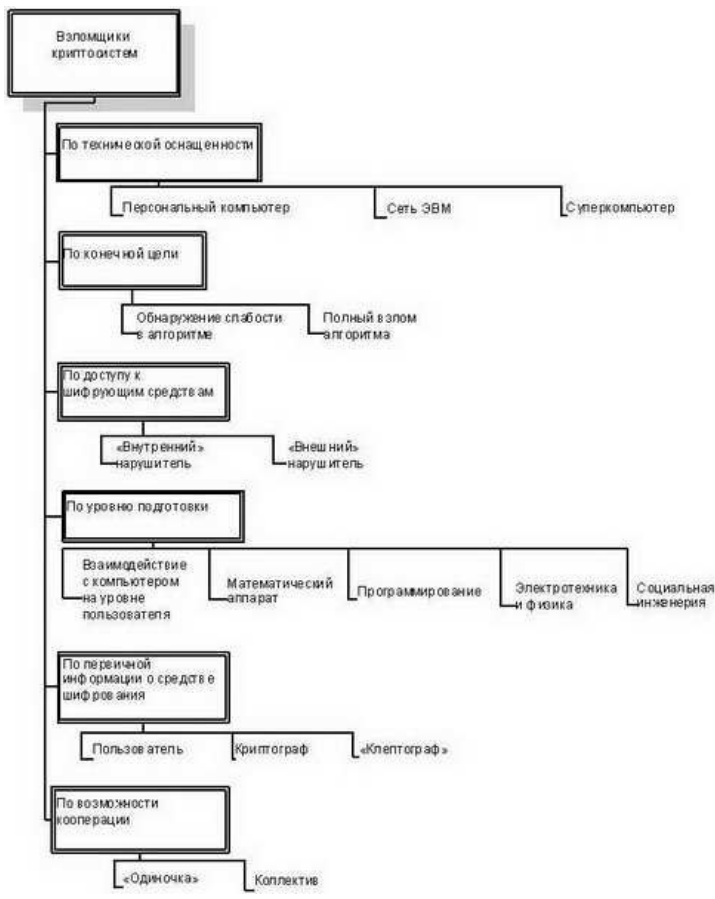 Взломщики
криптосистем
По технической оснащенности
Персональный компьютер
Сеть ЭВМ
Суперкомпьютер
По конечной цели
Обнаружение слабости
в алгоритме
Полный взлом
алгоритма
По доступу к
шифрующим средствам
«Внутренний»
нарушитель
«Внешний»
нарушитель
По уровню подготовки
Взаимодействие
с компьютером
на уровне
пользователя
Математический
аппарат
Программирование
Электротехника
и физика
Социальная
инженерия
По первичной
информации о средстве
шифрования
Пользователь
Криптограф
«Клептограф»
По возможности
кооперации
«Одиночка»
Коллектив